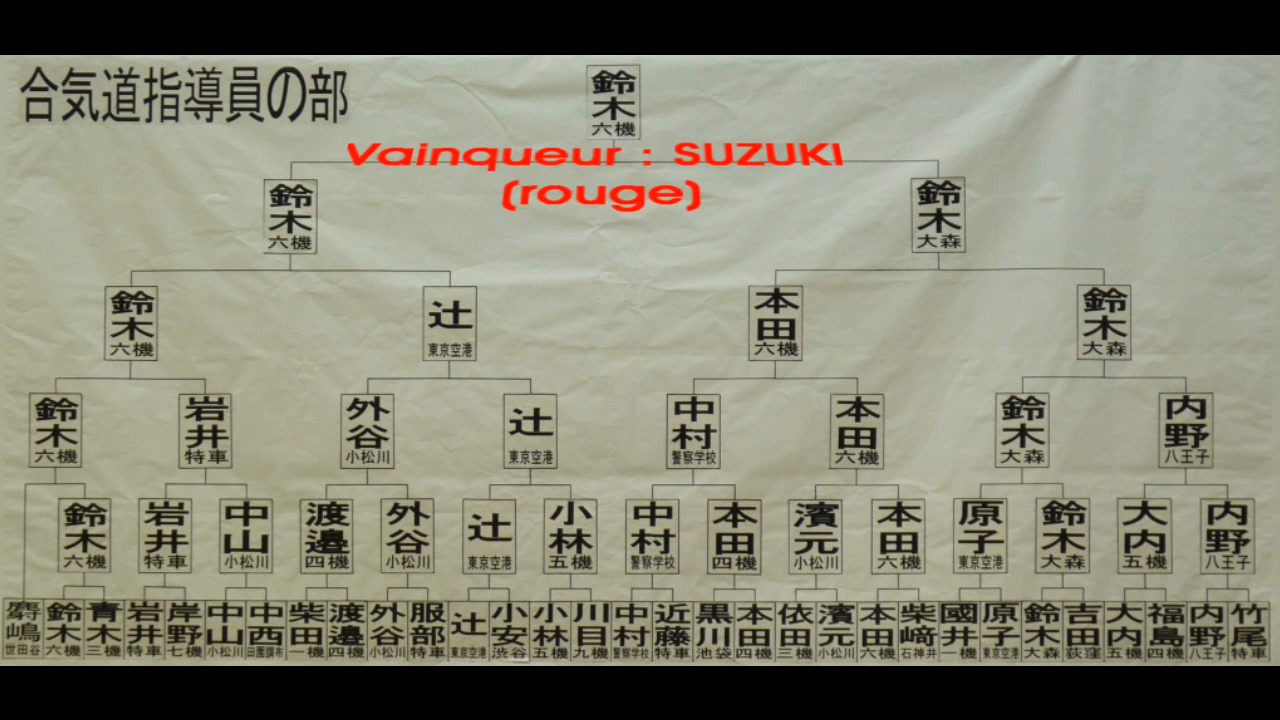 合気道指導員の部
鈴木 六機
Vainqueur : SUZUKI
(rouge)
鈴木 六機
鈴木 大森
鈴木 六機
辻 東京空港
本田 六機
鈴木 大森
鈴木 六機
岩井 特車
外谷 小松川
辻 東京空港
中村 警察学校
本田 六機
鈴木 大森
内野 八王子
鈴木 六機
岩井 特車
中山 小松川
渡邉 四機
外谷 小松川
辻 東京空港
小林 五機
中村 警察学校
本田 四機
濱元 小松川
本田 六機
原子 東京空港
鈴木 大森
大内 五機
内野 八王子
嶋 世田谷
鈴木 六機
青木 三機
岩井 特車
岸野 七機
中山 小松川
中西 田園調布
柴田 一機
渡邉 四機
外谷 小松川
服部 特車
辻 東京空港
小安 渋谷
小林 五機
川目 九機
中村 警察学校
近藤 特車
黒川 池袋
本田 四機
依田 三機
濱元 小松川
本田 六機
柴﨑 石神井
國井 一機
原子 東京空港
鈴木 大森
吉田 荻窪
大内 五機
福島 四機
内野 八王子
竹尾 特車